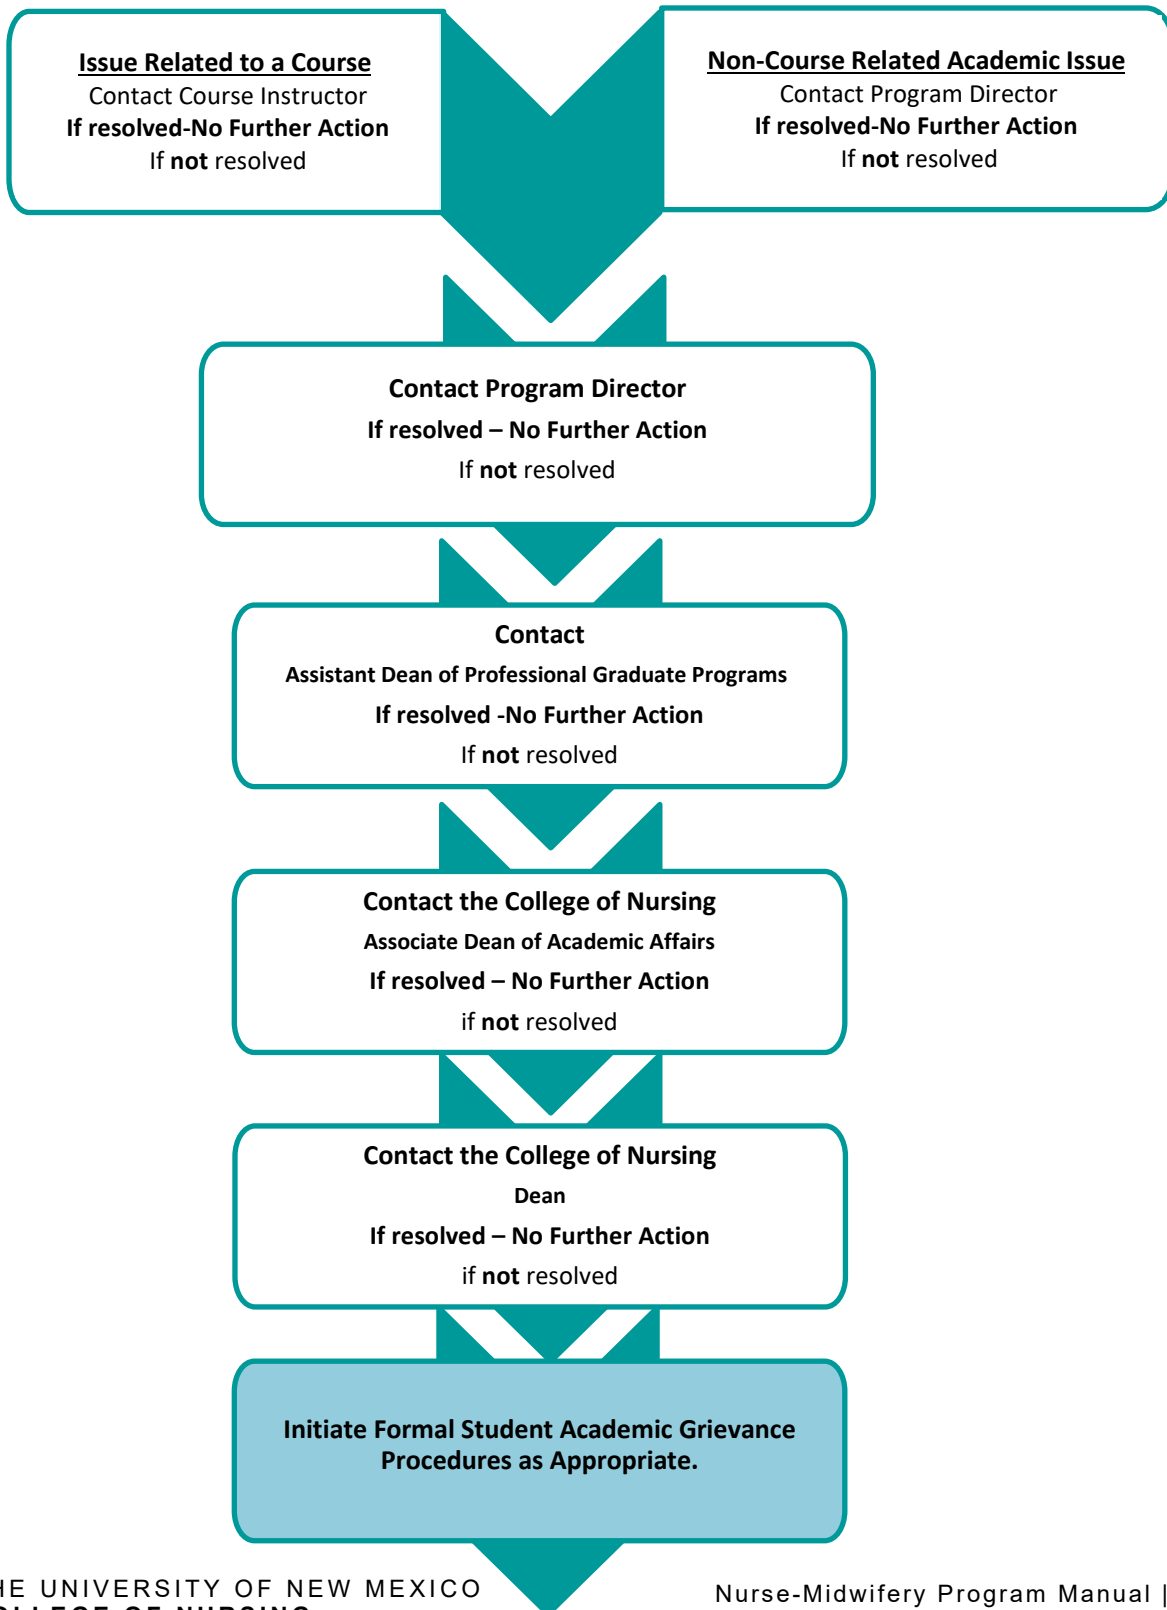 Issue Related to a Course
Contact Course Instructor
If resolved-No Further Action
If not resolved
Non-Course Related Academic Issue
Contact Program Director
If resolved-No Further Action
If not resolved
Contact Program Director
If resolved – No Further Action
If not resolved
Contact
Assistant Dean of Professional Graduate Programs
If resolved -No Further Action
If not resolved
Contact the College of Nursing
Associate Dean of Academic Affairs
If resolved – No Further Action
if not resolved
Contact the College of Nursing
Dean
If resolved – No Further Action
if not resolved
Initiate Formal Student Academic Grievance
Procedures as Appropriate.
HE UNIVERSITY OF NEW MEXICO
OLLEGE OF NURSING
Nurse-Midwifery Program Manual |